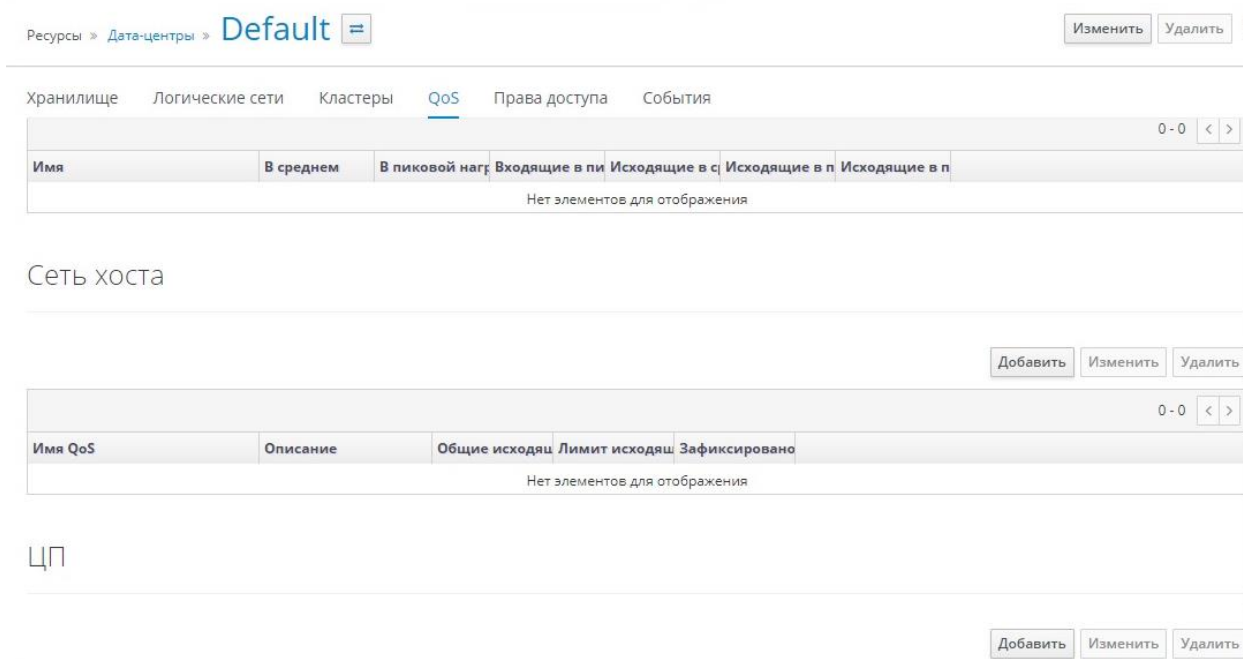 Ресурсы » Дата-центры » Default
Изменить Удалить
Хранилище Логические сети Кластеры QoS Права доступа События
0 - 0 < >
Имя В среднем В пиковой нагр Входящие в пи Исходящие в с Исходящие в п Исходящие в п
Нет элементов для отображения
Сеть хоста
Добавить Изменить Удалить
0 - 0 < >
Имя QoS Описание Общие исходящ Лимит исходящ Зафиксировано
Нет элементов для отображения
ЦП
Добавить Изменить Удалить